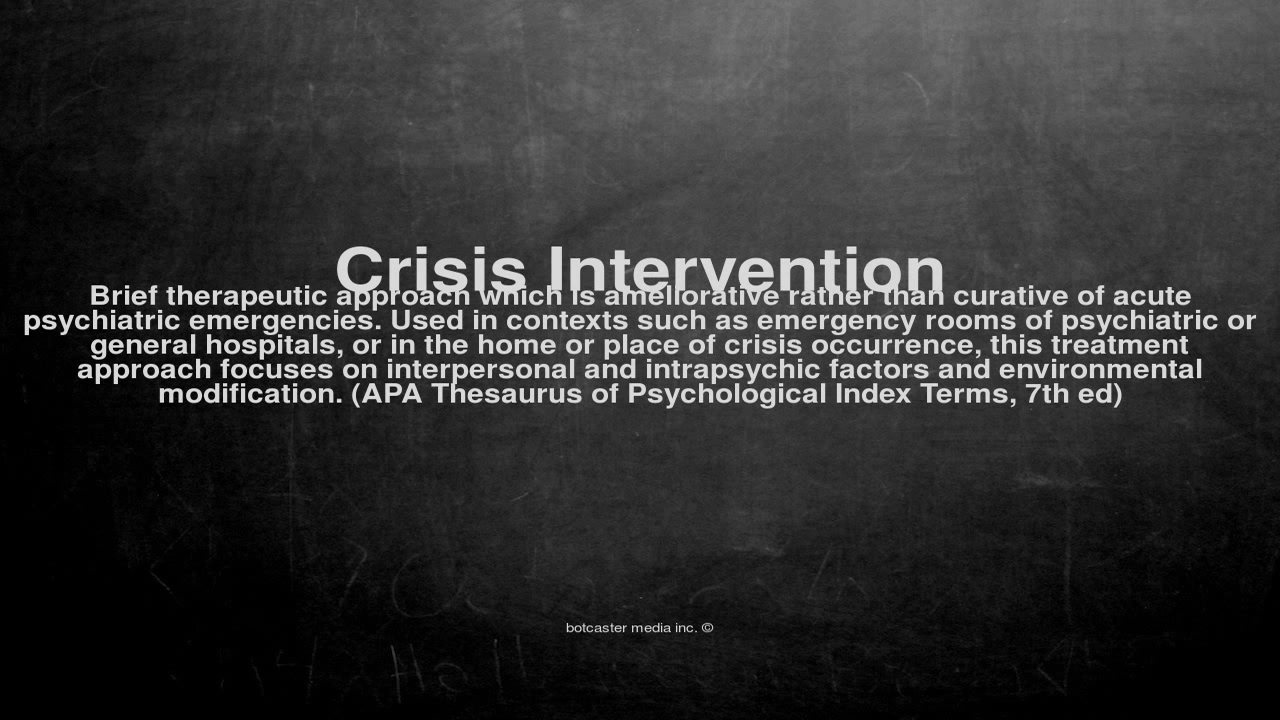 Crisis Intervention
Brief therapeutic approach which is ameliorative rather than curative of acute
psychiatric emergencies. Used in contexts such as emergency rooms of psychiatric or
general hospitals, or in the home or place of crisis occurrence, this treatment
approach focuses on interpersonal and intrapsychic factors and environmental
modification. (APA Thesaurus of Psychological Index Terms, 7th ed)
botcaster media inc. ©